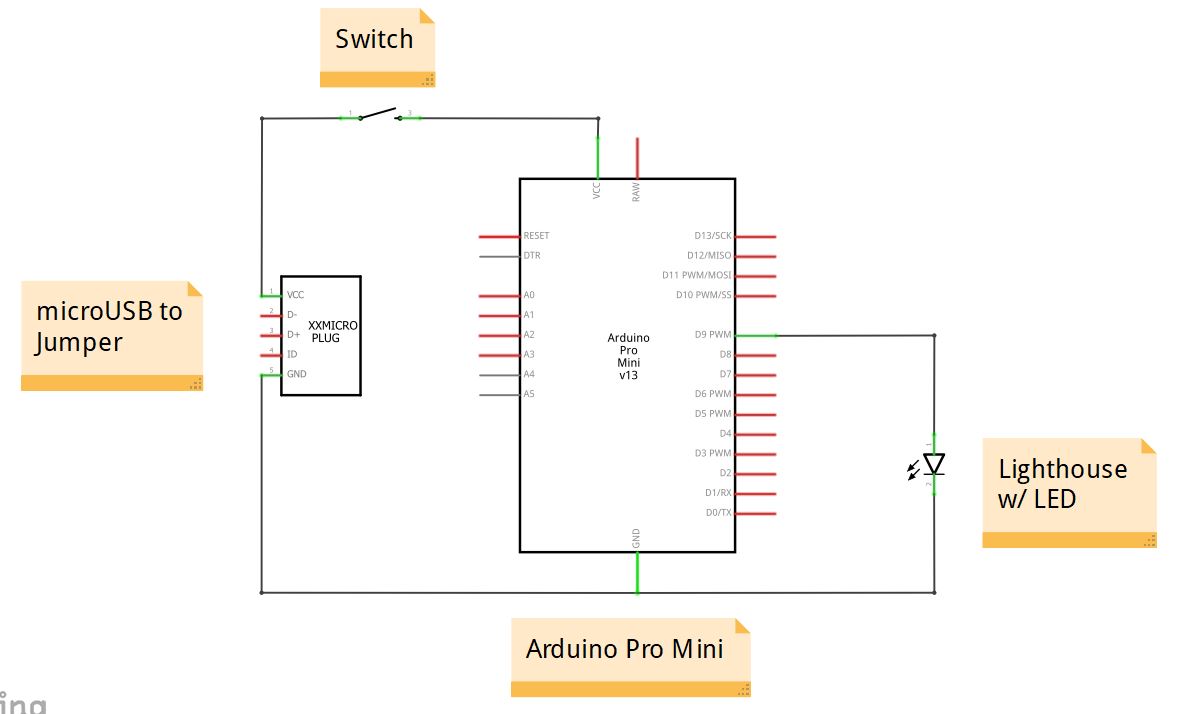 Switch
1
3
VCC
RAW
RESET
DTR
A0
A1
A2
A3
A4
A5
D13/SCK
D12/MISO
D11 PWM/MOSI
D10 PWM/SS
D9 PWM
D8
D7
D6 PWM
D5 PWM
D4
D3 PWM
D2
D1/RX
D0/TX
GND
Arduino
Pro
Mini
v13
microUSB to
Jumper
1
2
3
4
5
VCC
D-
D+
ID
GND
XXMICRO
PLUG
1
2
Lighthouse
w/ LED
Arduino Pro Mini
ing